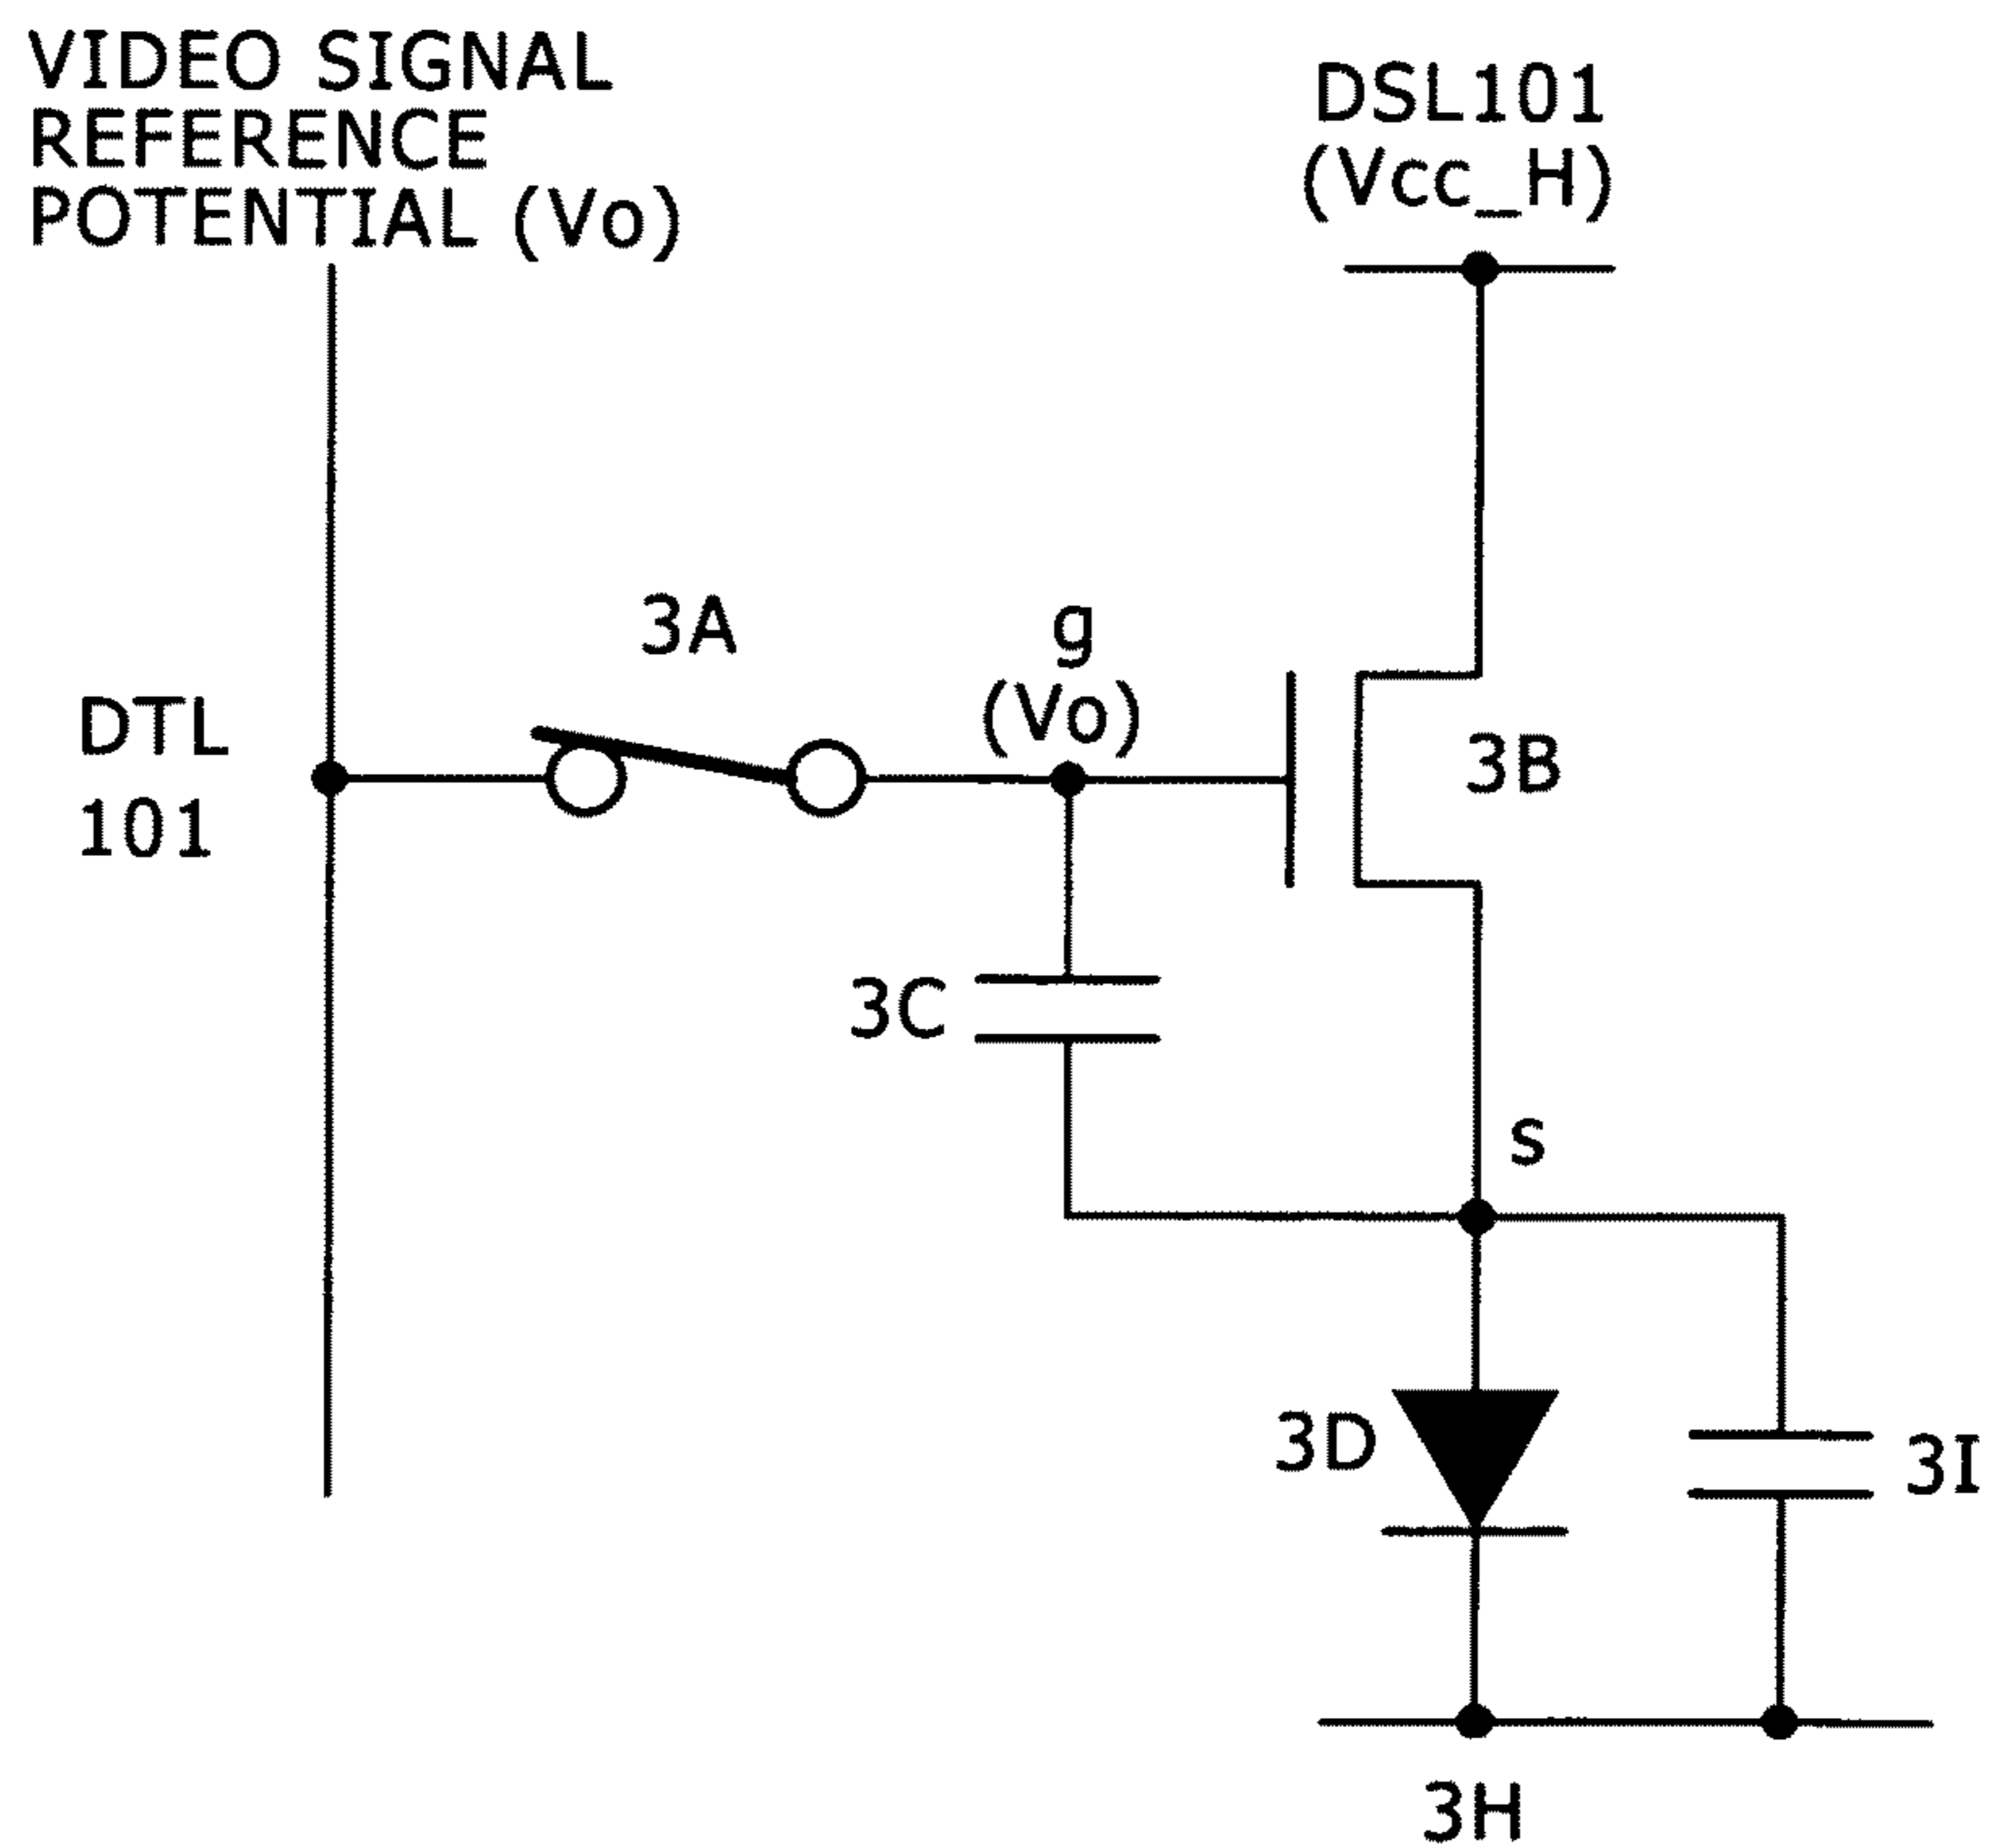 VIDEO SIGNAL
REFERENCE
POTENTIAL (Vo)
DSL101
(Vcc_H)
3A
g
(Vo)
DTL
101
3B
3C
s
3D
3I
3H